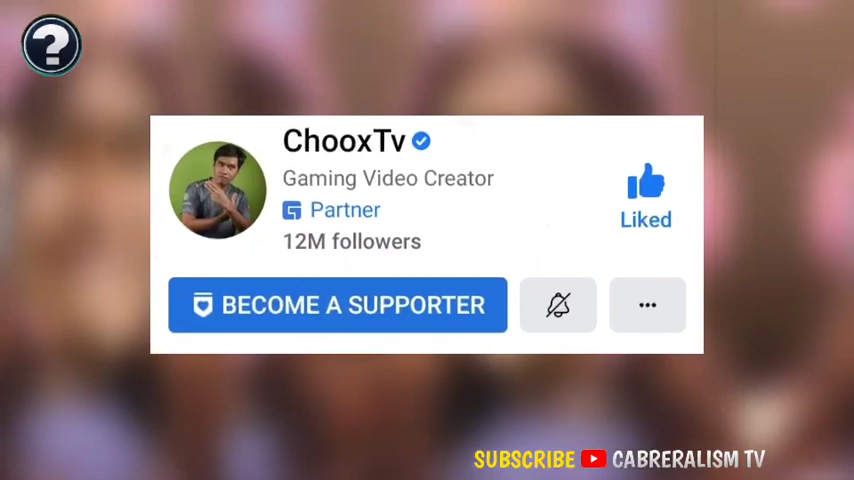 ?
ChooxTv
Gaming Video Creator
Partner
12M followers
Liked
BECOME A SUPPORTER
SUBSCRIBE CABRERALISM TV